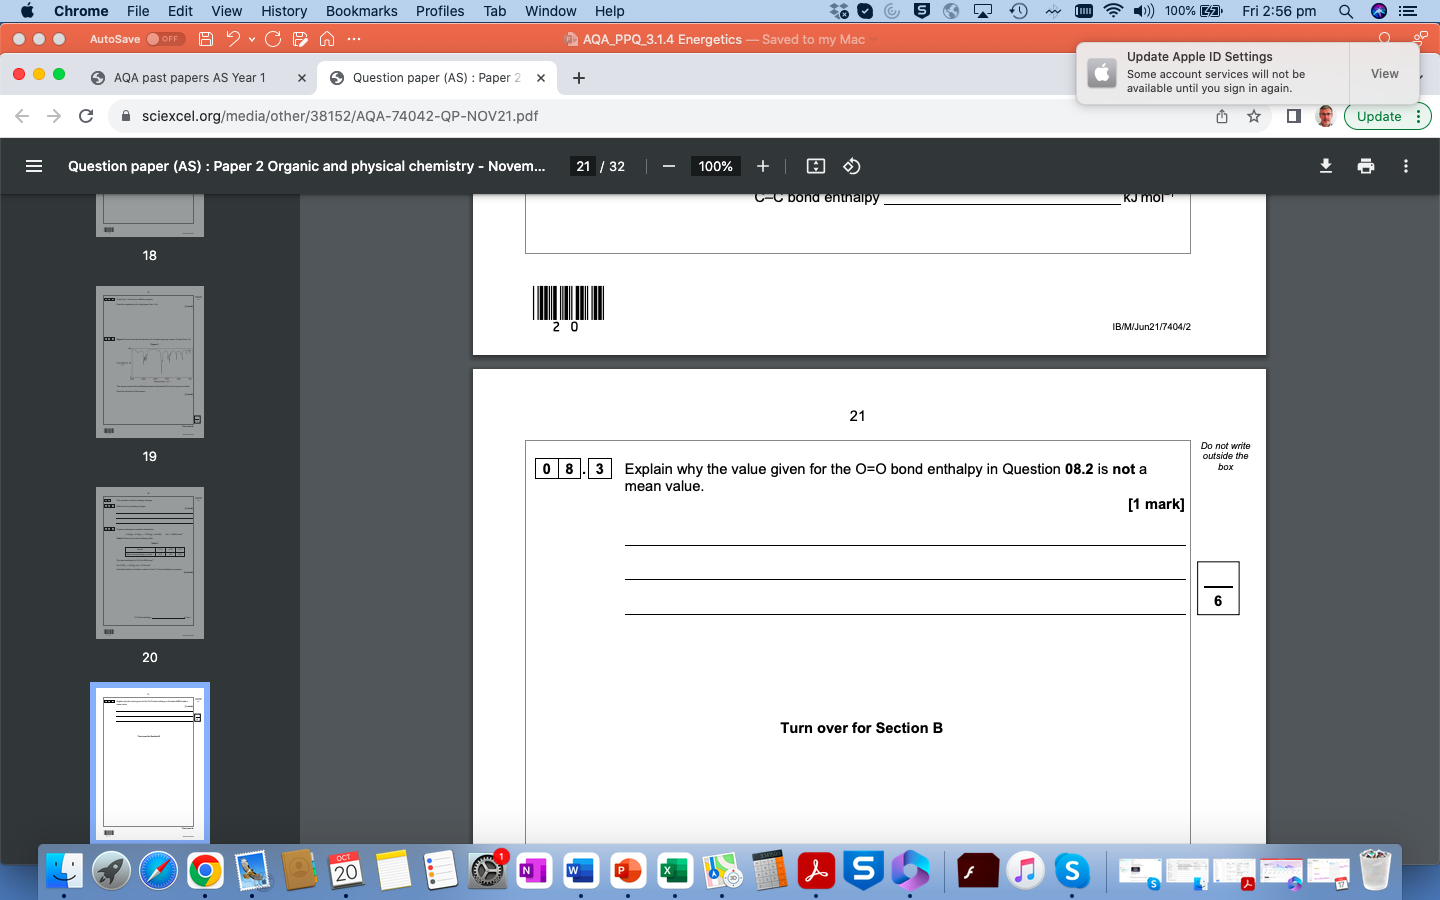 Chrome File Edit View History Bookmarks Profiles Tab Window Help 100% Fri 2:56 pm
AutoSave OFF AQA_PPQ_3.1.4 Energetics — Saved to my Mac
Update Apple ID Settings
Some account services will not be
available until you sign in again.
View
AQA past papers AS Year 1
Question paper (AS) : Paper 2
sciexcel.org/media/other/38152/AQA-74042-QP-NOV21.pdf
Update
Question paper (AS) : Paper 2 Organic and physical chemistry - Novem... 21 / 32 100%
18
19
20
C–C bond enthalpy kJ mol⁻¹
2 0
IB/M/Jun21/7404/2
21
Do not write
outside the
box
0 8 . 3 Explain why the value given for the O=O bond enthalpy in Question 08.2 is not a
mean value.
[1 mark]
6
Turn over for Section B
OCT
20
1
N
W
P
X
3D
S
f
S
17